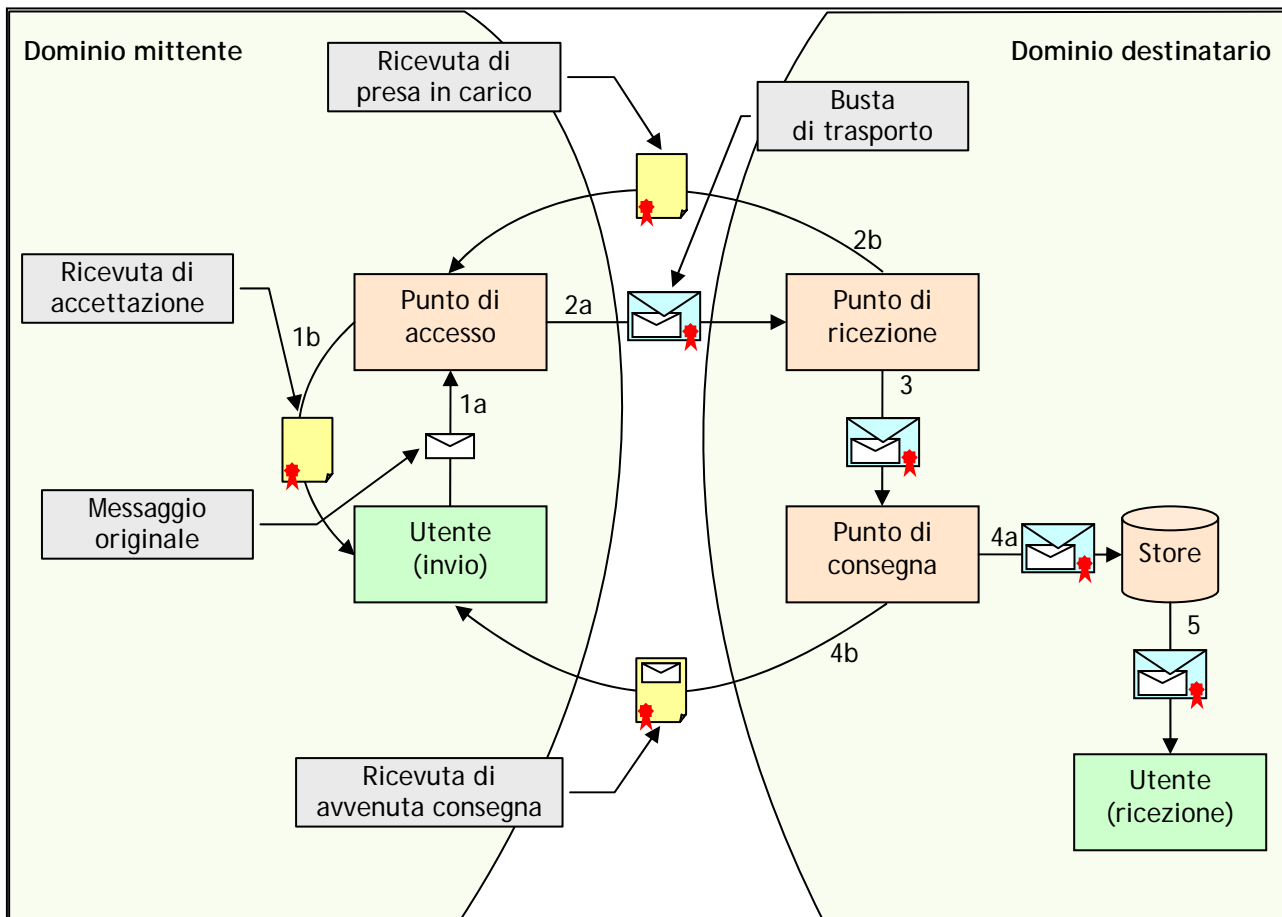 Dominio mittente
Ricevuta di
presa in carico
Dominio destinatario
Busta
di trasporto
2b
Ricevuta di
accettazione
1b
Punto di
accesso
2a
Punto di
ricezione
1a
3
Messaggio
originale
Utente
(invio)
Punto di
consegna
4a
Store
4b
5
Ricevuta di
avvenuta consegna
Utente
(ricezione)